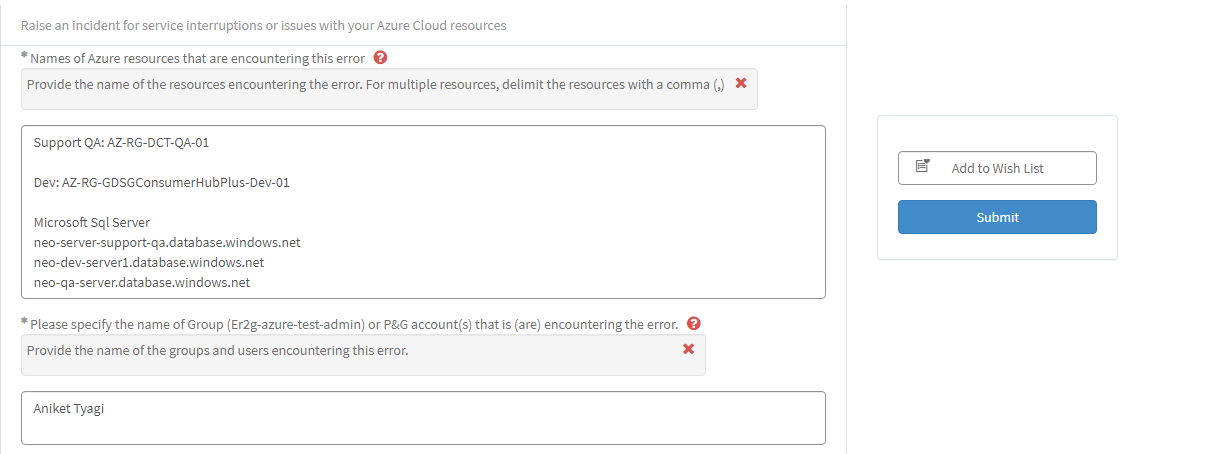 Raise an incident for service interruptions or issues with your Azure Cloud resources
* Names of Azure resources that are encountering this error ?
Provide the name of the resources encountering the error. For multiple resources, delimit the resources with a comma (,)
Support QA: AZ-RG-DCT-QA-01
Dev: AZ-RG-GDSGConsumerHubPlus-Dev-01
Microsoft Sql Server
neo-server-support-qa.database.windows.net
neo-dev-server1.database.windows.net
neo-qa-server.database.windows.net
* Please specify the name of Group (Er2g-azure-test-admin) or P&G account(s) that is (are) encountering the error. ?
Provide the name of the groups and users encountering this error.
Aniket Tyagi
Add to Wish List
Submit